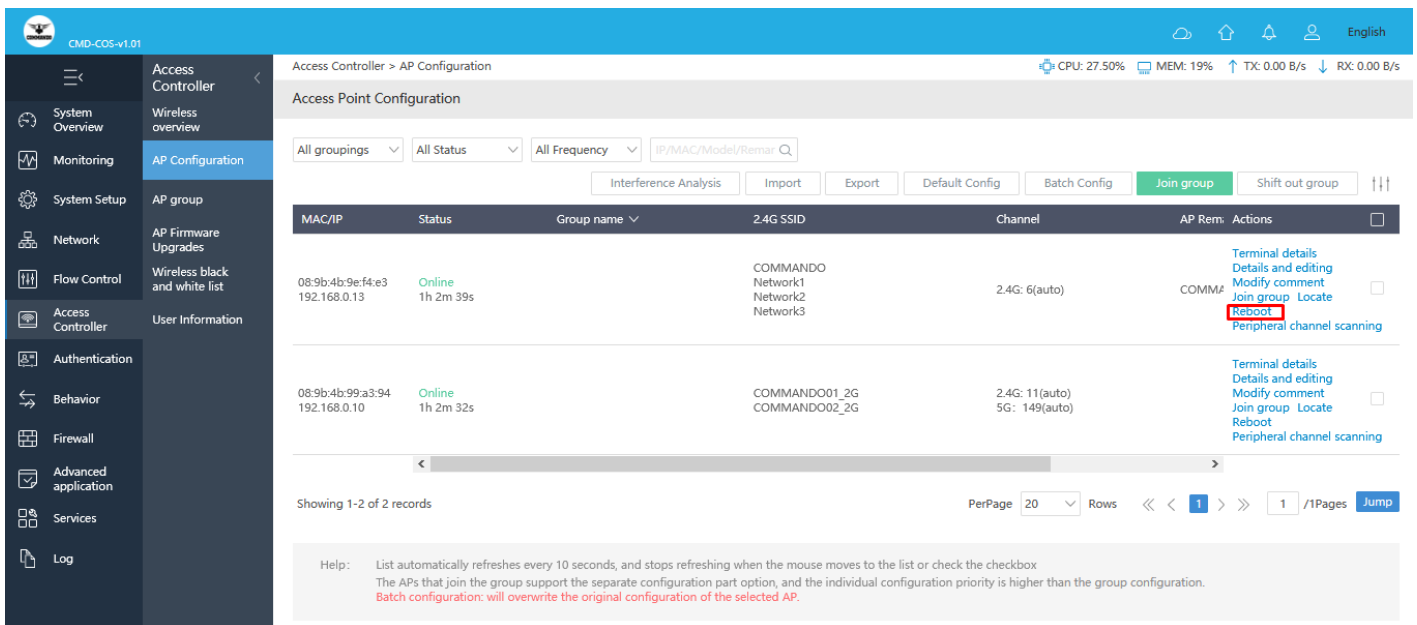 CMD-COS-v1.01
English
Access Controller
System Overview
Monitoring
System Setup
Network
Flow Control
Access Controller
Authentication
Behavior
Firewall
Advanced application
Services
Log
Wireless overview
AP Configuration
AP group
AP Firmware Upgrades
Wireless black and white list
User Information
Access Controller > AP Configuration
CPU: 27.50% MEM: 19% TX: 0.00 B/s RX: 0.00 B/s
Access Point Configuration
All groupings All Status All Frequency IP/MAC/Model/Remar
Interference Analysis Import Export Default Config Batch Config Join group Shift out group
MAC/IP Status Group name 2.4G SSID Channel AP Rem Actions
08:9b:4b:9e:f4:e3
192.168.0.13
Online
1h 2m 39s
COMMANDO
Network1
Network2
Network3
2.4G: 6(auto)
COMMA
Terminal details
Details and editing
Modify comment
Join group Locate
Reboot
Peripheral channel scanning
08:9b:4b:99:a3:94
192.168.0.10
Online
1h 2m 32s
COMMANDO01_2G
COMMANDO02_2G
2.4G: 11(auto)
5G: 149(auto)
Terminal details
Details and editing
Modify comment
Join group Locate
Reboot
Peripheral channel scanning
Showing 1-2 of 2 records
PerPage 20 Rows 1 1 /1Pages Jump
Help: List automatically refreshes every 10 seconds, and stops refreshing when the mouse moves to the list or check the checkbox
The APs that join the group support the separate configuration part option, and the individual configuration priority is higher than the group configuration.
Batch configuration: will overwrite the original configuration of the selected AP.